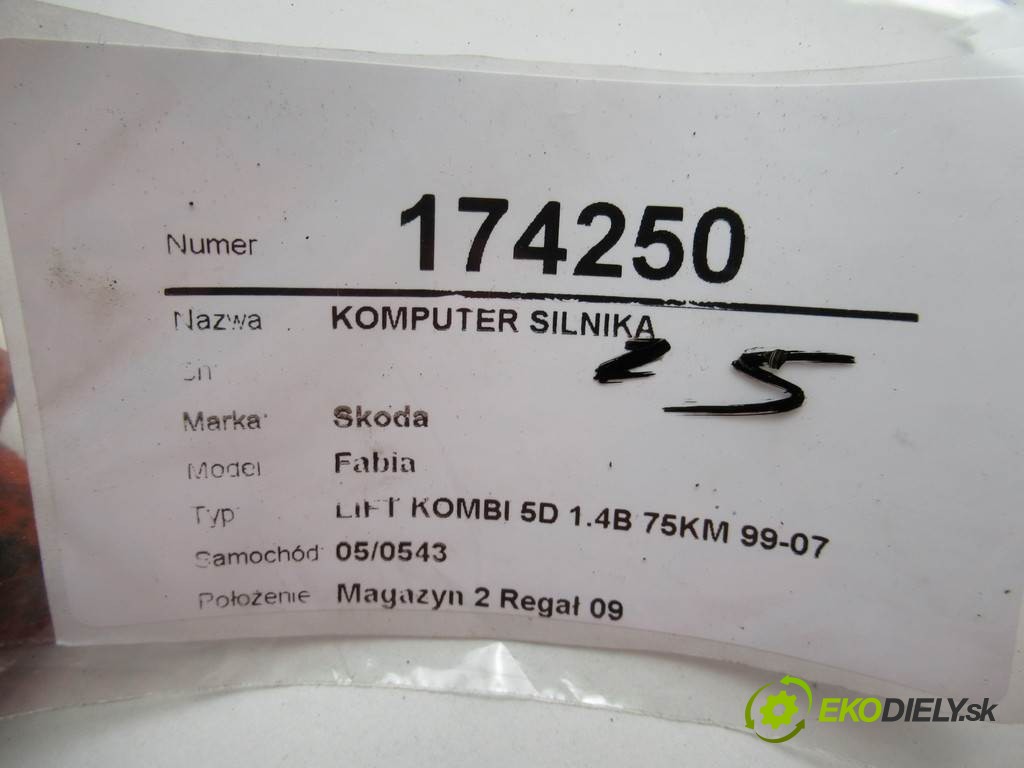 Numer 174250
Nazwa KOMPUTER SILNIKA
25
Marka Skoda
Model Fabia
Typ LIFT KOMBI 5D 1.4B 75KM 99-07
Samochód 05/0543
Położenie Magazyn 2 Regał 09
EKODIELY.sk